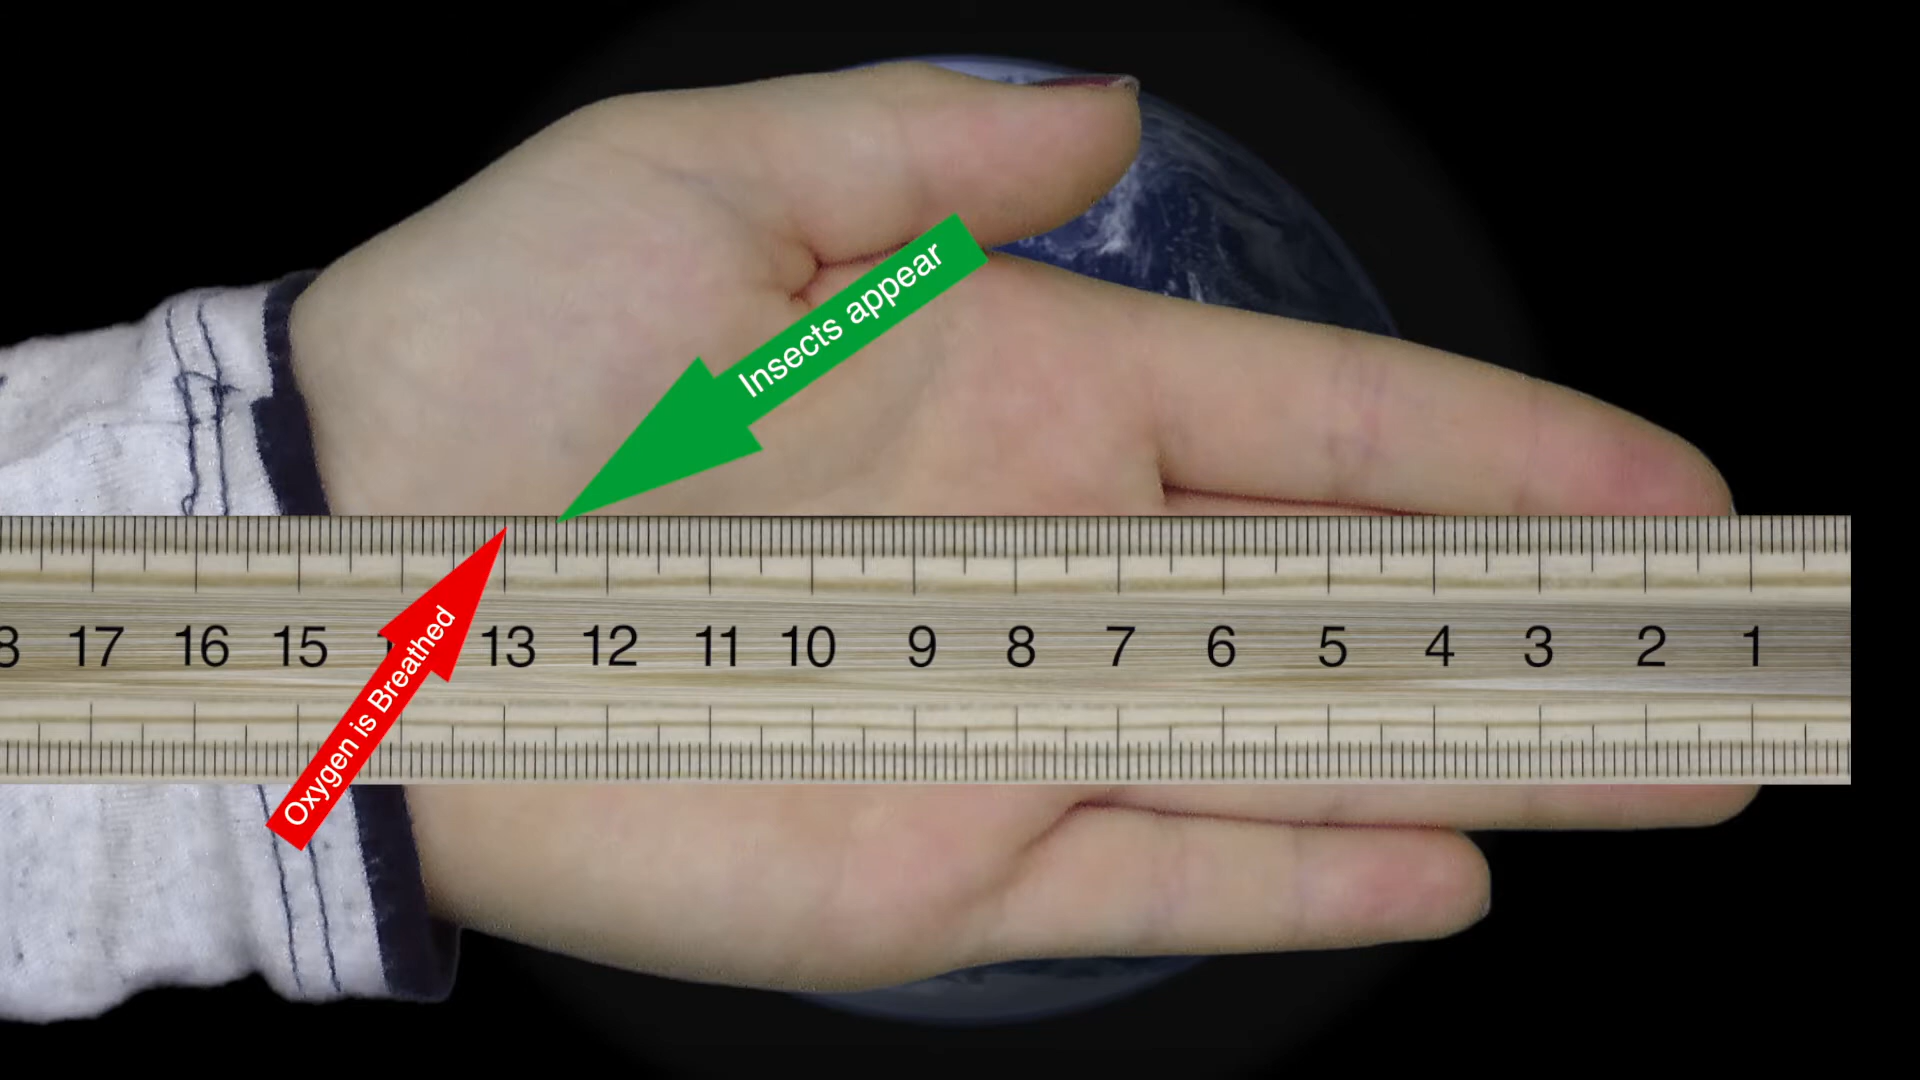 Insects appear
Oxygen is Breathed
8 17 16 15 13 12 11 10 9 8 7 6 5 4 3 2 1